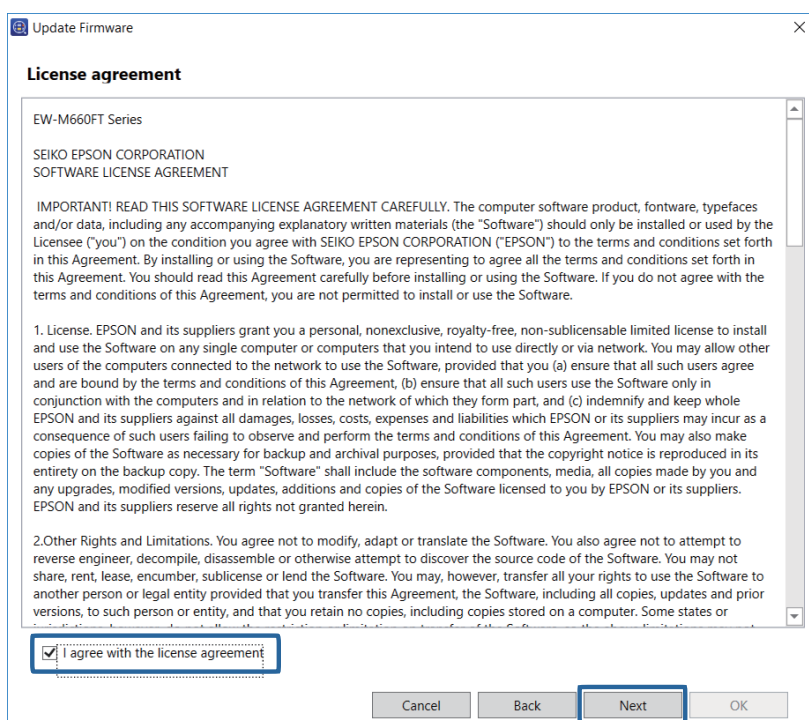 Update Firmware
License agreement
EW-M660FT Series
SEIKO EPSON CORPORATION
SOFTWARE LICENSE AGREEMENT
IMPORTANT! READ THIS SOFTWARE LICENSE AGREEMENT CAREFULLY. The computer software product, fontware, typefaces
and/or data, including any accompanying explanatory written materials (the "Software") should only be installed or used by the
Licensee ("you") on the condition you agree with SEIKO EPSON CORPORATION ("EPSON") to the terms and conditions set forth
in this Agreement. By installing or using the Software, you are representing to agree all the terms and conditions set forth in
this Agreement. You should read this Agreement carefully before installing or using the Software. If you do not agree with the
terms and conditions of this Agreement, you are not permitted to install or use the Software.
1. License. EPSON and its suppliers grant you a personal, nonexclusive, royalty-free, non-sublicensable limited license to install
and use the Software on any single computer or computers that you intend to use directly or via network. You may allow other
users of the computers connected to the network to use the Software, provided that you (a) ensure that all such users agree
and are bound by the terms and conditions of this Agreement, (b) ensure that all such users use the Software only in
conjunction with the computers and in relation to the network of which they form part, and (c) indemnify and keep whole
EPSON and its suppliers against all damages, losses, costs, expenses and liabilities which EPSON or its suppliers may incur as a
consequence of such users failing to observe and perform the terms and conditions of this Agreement. You may also make
copies of the Software as necessary for backup and archival purposes, provided that the copyright notice is reproduced in its
entirety on the backup copy. The term "Software" shall include the software components, media, all copies made by you and
any upgrades, modified versions, updates, additions and copies of the Software licensed to you by EPSON or its suppliers.
EPSON and its suppliers reserve all rights not granted herein.
2.Other Rights and Limitations. You agree not to modify, adapt or translate the Software. You also agree not to attempt to
reverse engineer, decompile, disassemble or otherwise attempt to discover the source code of the Software. You may not
share, rent, lease, encumber, sublicense or lend the Software. You may, however, transfer all your rights to use the Software to
another person or legal entity provided that you transfer this Agreement, the Software, including all copies, updates and prior
versions, to such person or entity, and that you retain no copies, including copies stored on a computer. Some states or
I agree with the license agreement
Cancel
Back
Next
OK